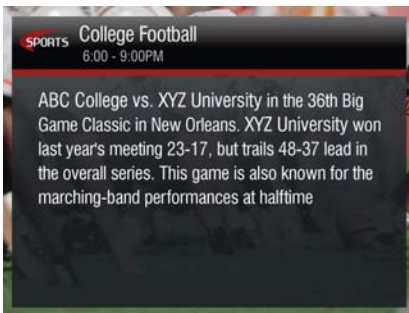 SPORTS College Football
6:00 - 9:00PM
ABC College vs. XYZ University in the 36th Big
Game Classic in New Orleans. XYZ University won
last year's meeting 23-17, but trails 48-37 lead in
the overall series. This game is also known for the
marching-band performances at halftime